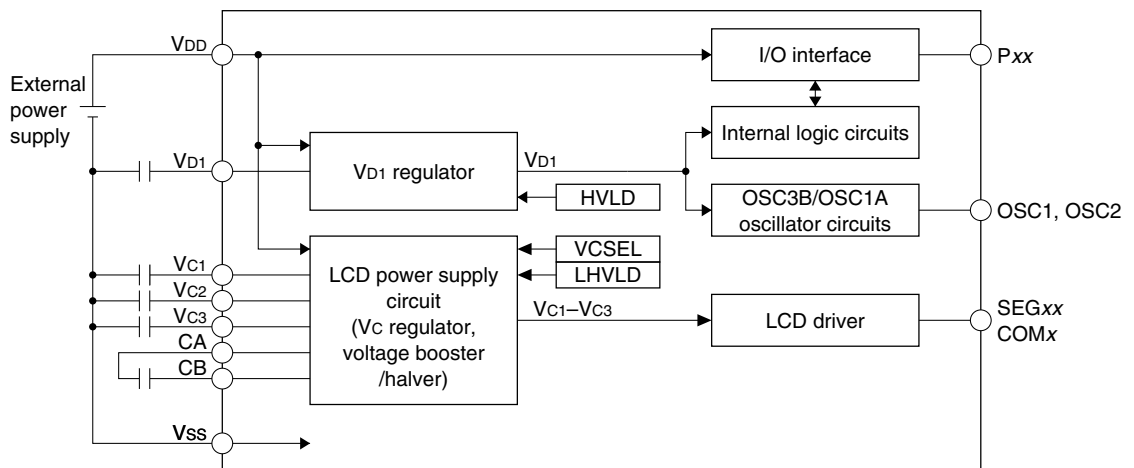 VDD
I/O interface
Pxx
External
power
supply
Internal logic circuits
VD1
VD1 regulator
VD1
HVLD
OSC3B/OSC1A
oscillator circuits
OSC1, OSC2
VCSEL
LHVLD
VC1
VC2
VC3
CA
CB
LCD power supply
circuit
(VC regulator,
voltage booster
/halver)
VC1–VC3
LCD driver
SEGxx
COMx
VSS